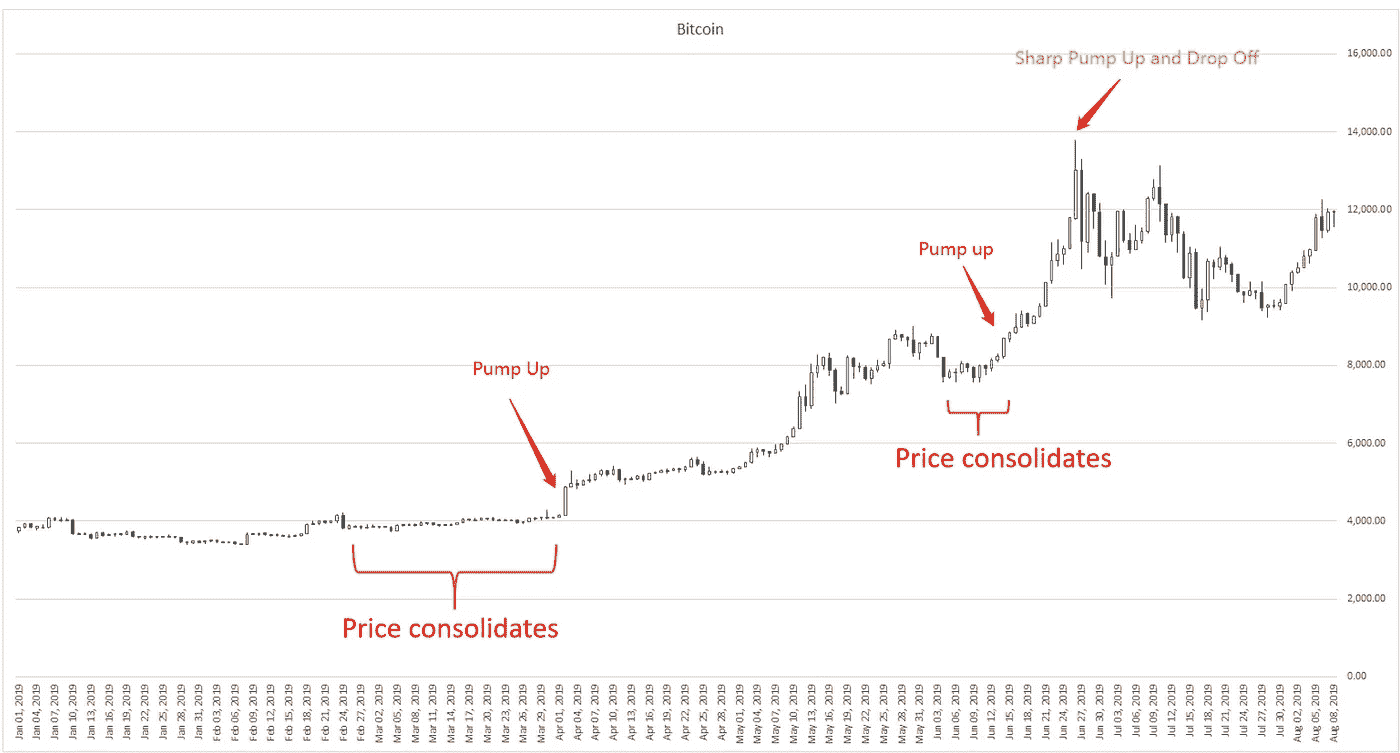 Bitcoin
Sharp Pump Up and Drop Off
16,000.00
14,000.00
12,000.00
Pump up
10,000.00
8,000.00
Pump Up
6,000.00
Price consolidates
4,000.00
2,000.00
Price consolidates
0.00
Jan 01, 2019
Jan 04, 2019
Jan 07, 2019
Jan 10, 2019
Jan 13, 2019
Jan 16, 2019
Jan 19, 2019
Jan 22, 2019
Jan 25, 2019
Jan 28, 2019
Jan 31, 2019
Feb 03, 2019
Feb 06, 2019
Feb 09, 2019
Feb 12, 2019
Feb 15, 2019
Feb 18, 2019
Feb 21, 2019
Feb 24, 2019
Feb 27, 2019
Mar 02, 2019
Mar 05, 2019
Mar 08, 2019
Mar 11, 2019
Mar 14, 2019
Mar 17, 2019
Mar 20, 2019
Mar 23, 2019
Mar 26, 2019
Mar 29, 2019
Apr 01, 2019
Apr 04, 2019
Apr 07, 2019
Apr 10, 2019
Apr 13, 2019
Apr 16, 2019
Apr 19, 2019
Apr 22, 2019
Apr 25, 2019
Apr 28, 2019
May 01, 2019
May 04, 2019
May 07, 2019
May 10, 2019
May 13, 2019
May 16, 2019
May 19, 2019
May 22, 2019
May 25, 2019
May 28, 2019
May 31, 2019
Jun 03, 2019
Jun 06, 2019
Jun 09, 2019
Jun 12, 2019
Jun 15, 2019
Jun 18, 2019
Jun 21, 2019
Jun 24, 2019
Jun 27, 2019
Jun 30, 2019
Jul 03, 2019
Jul 06, 2019
Jul 09, 2019
Jul 12, 2019
Jul 15, 2019
Jul 18, 2019
Jul 21, 2019
Jul 24, 2019
Jul 27, 2019
Jul 30, 2019
Aug 02, 2019
Aug 05, 2019
Aug 08, 2019